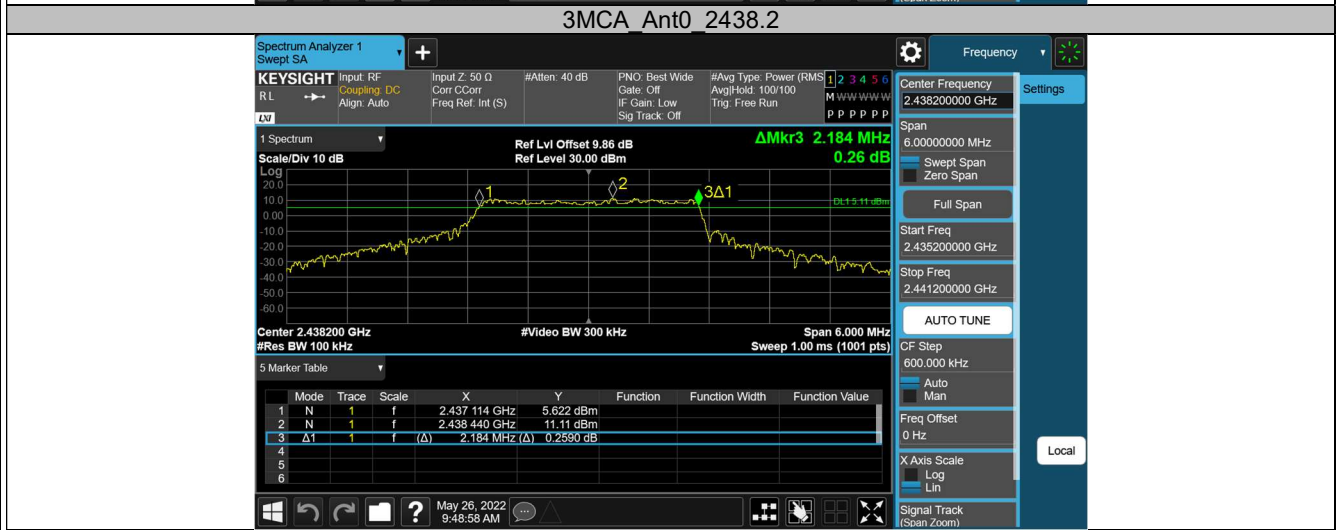 (Span Zoom)
3MCA_Ant0_2438.2
Spectrum Analyzer 1
Swept SA
Frequency
KEYSIGHT
R L
LXI
Input: RF
Coupling: DC
Align: Auto
Input Z: 50 Ω
Corr CCorr
Freq Ref: Int (S)
#Atten: 40 dB
PNO: Best Wide
Gate: Off
IF Gain: Low
Sig Track: Off
#Avg Type: Power (RMS
Avg|Hold: 100/100
Trig: Free Run
1 2 3 4 5 6
M W W W W W
P P P P P P
1 Spectrum
Scale/Div 10 dB
Ref Lvl Offset 9.86 dB
Ref Level 30.00 dBm
ΔMkr3 2.184 MHz
0.26 dB
Log
20.0
10.0
0.00
-10.0
-20.0
-30.0
-40.0
-50.0
-60.0
1
2
3Δ1
DL1 5.11 dBm
Center 2.438200 GHz
#Video BW 300 kHz
Span 6.000 MHz
#Res BW 100 kHz
Sweep 1.00 ms (1001 pts)
5 Marker Table
Mode Trace Scale X Y Function Function Width Function Value
1 N 1 f 2.437 114 GHz 5.622 dBm
2 N 1 f 2.438 440 GHz 11.11 dBm
3 Δ1 1 f (Δ) 2.184 MHz (Δ) 0.2590 dB
4
5
6
May 26, 2022
9:48:58 AM
Center Frequency
2.438200000 GHz
Settings
Span
6.00000000 MHz
Swept Span
Zero Span
Full Span
Start Freq
2.435200000 GHz
Stop Freq
2.441200000 GHz
AUTO TUNE
CF Step
600.000 kHz
Auto
Man
Freq Offset
0 Hz
X Axis Scale
Log
Lin
Local
Signal Track
(Span Zoom)